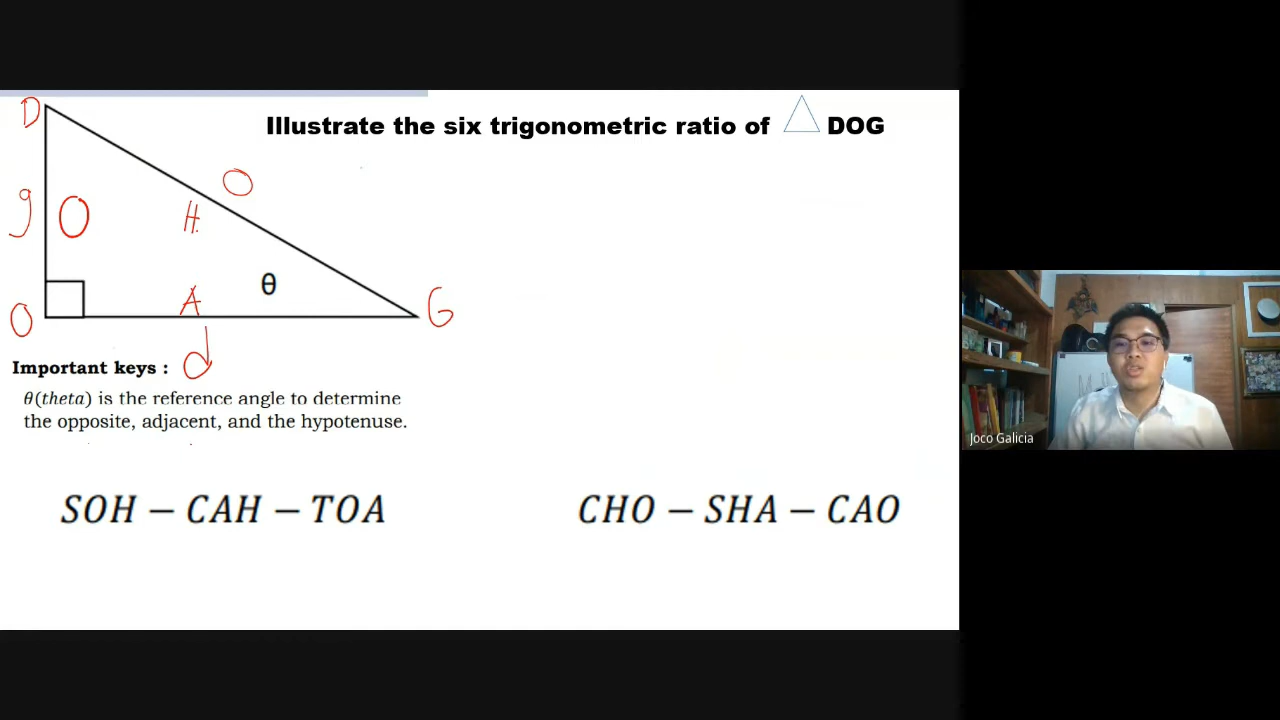 Illustrate the six trigonometric ratio of △ DOG
D
g
O
H
O
θ
A
O
G
d
Important keys :
θ(theta) is the reference angle to determine
the opposite, adjacent, and the hypotenuse.
SOH – CAH – TOA
CHO – SHA – CAO
Joco Galicia